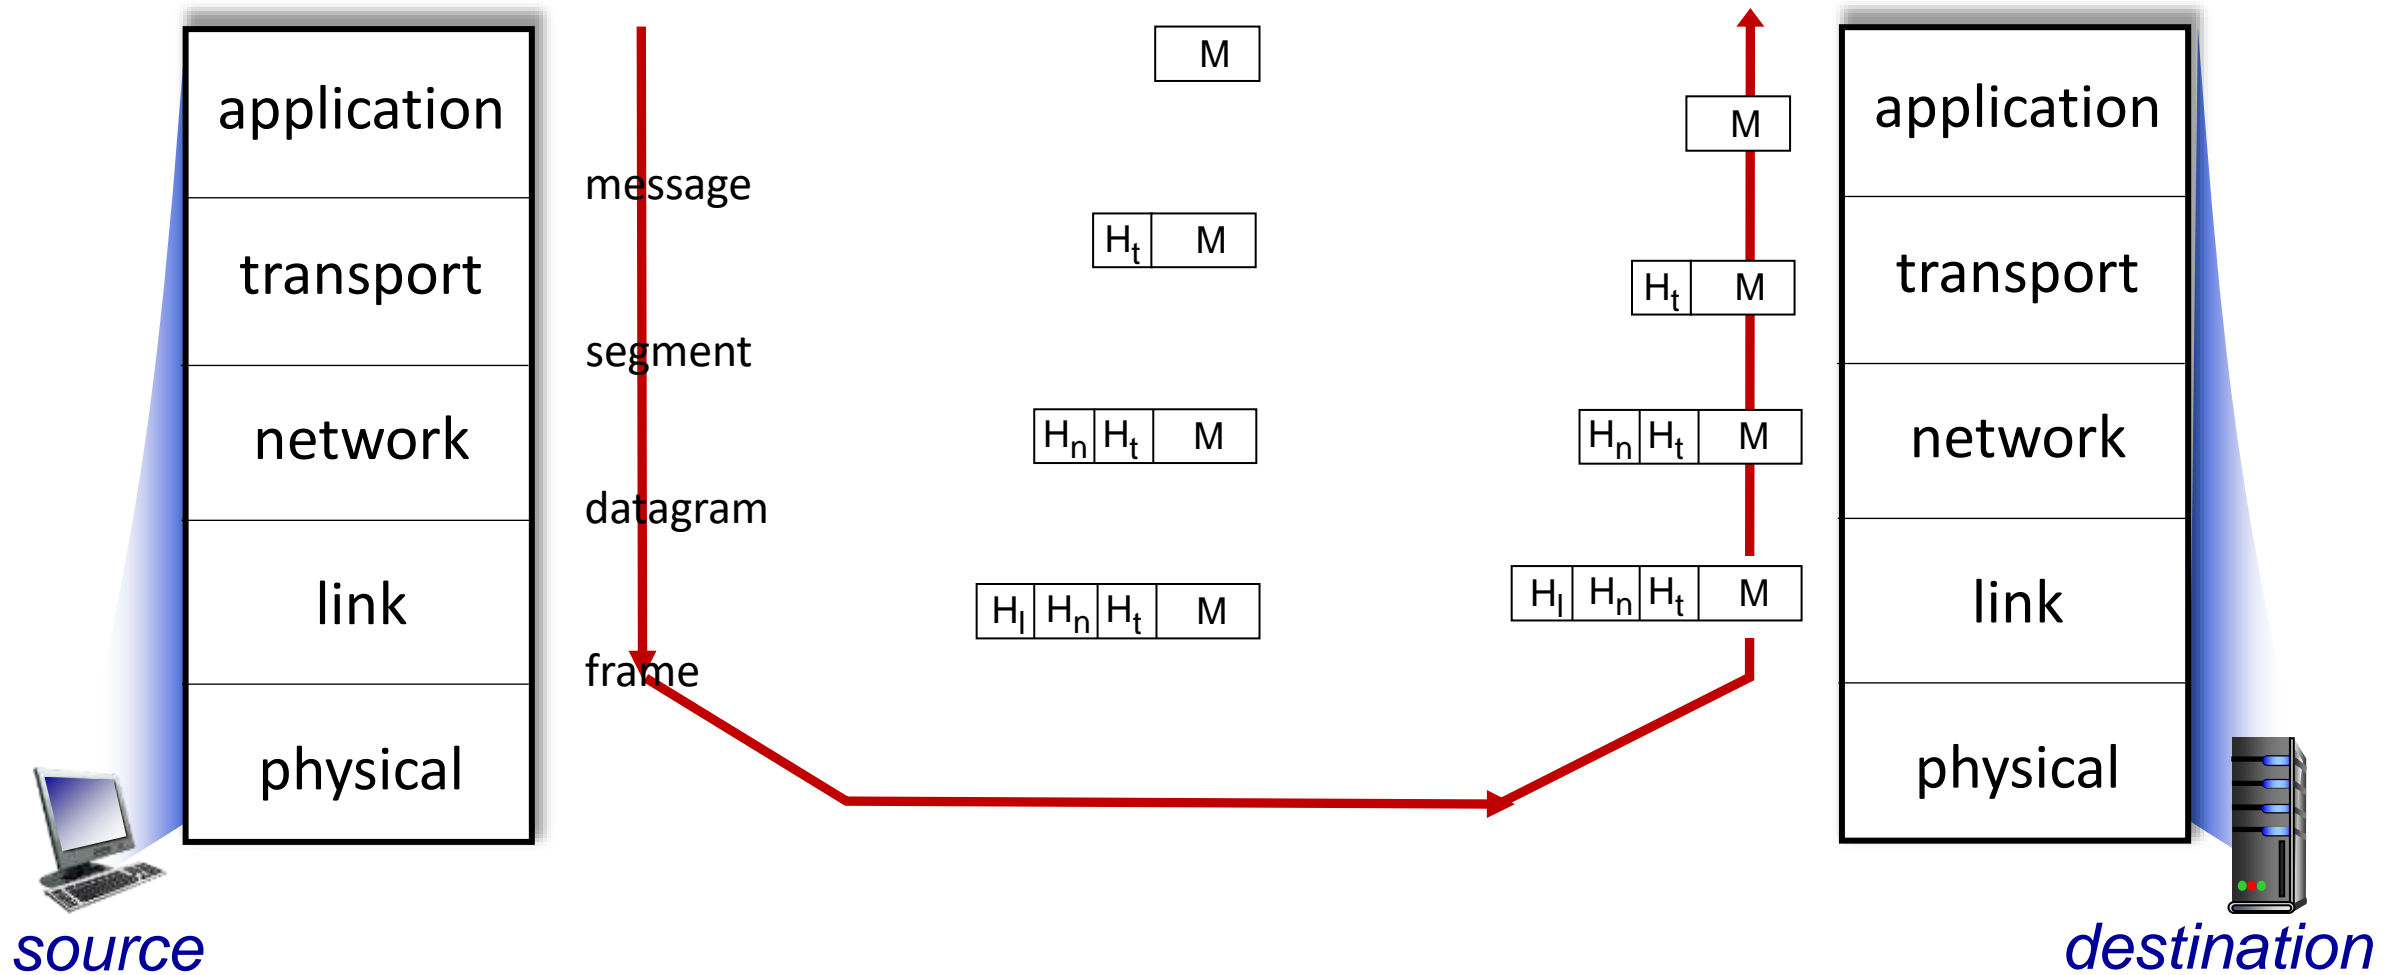 application
transport
network
link
physical
source
message
segment
datagram
frame
M
Hₜ M
Hₙ Hₜ M
Hₗ Hₙ Hₜ M
M
Hₜ M
Hₙ Hₜ M
Hₗ Hₙ Hₜ M
application
transport
network
link
physical
destination